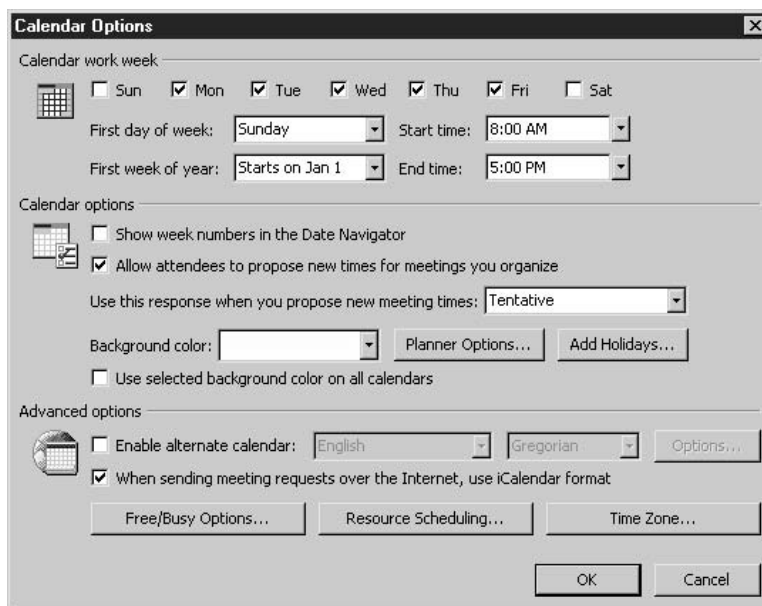 Calendar Options
Calendar work week
Sun Mon Tue Wed Thu Fri Sat
First day of week: Sunday Start time: 8:00 AM
First week of year: Starts on Jan 1 End time: 5:00 PM
Calendar options
Show week numbers in the Date Navigator
Allow attendees to propose new times for meetings you organize
Use this response when you propose new meeting times: Tentative
Background color: Planner Options... Add Holidays...
Use selected background color on all calendars
Advanced options
Enable alternate calendar: English Gregorian Options...
When sending meeting requests over the Internet, use iCalendar format
Free/Busy Options... Resource Scheduling... Time Zone...
OK Cancel